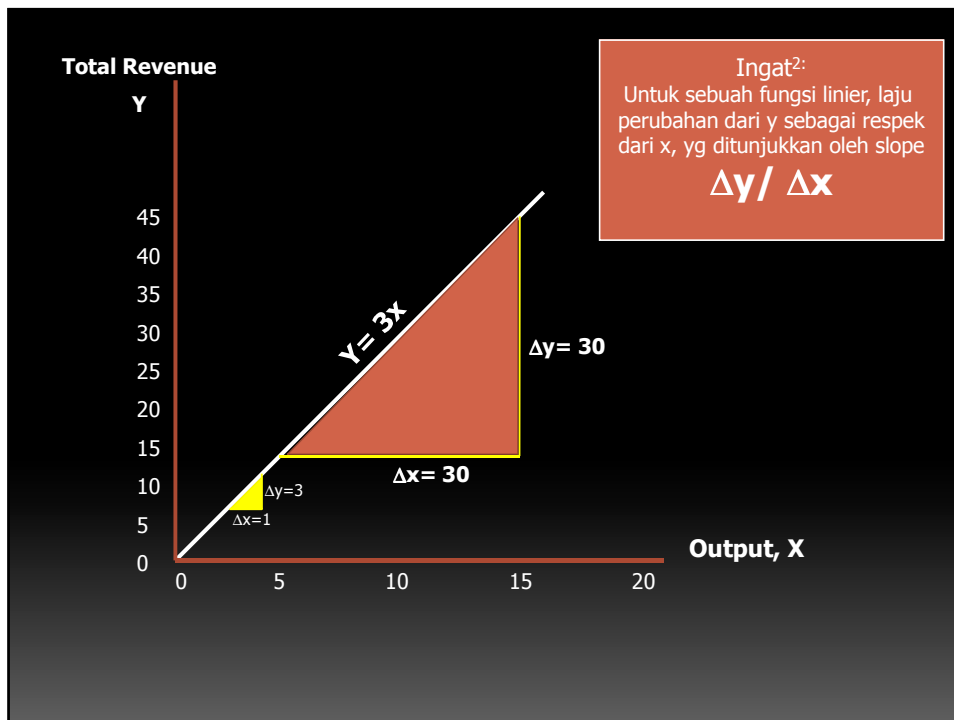 Total Revenue
Y
Ingat2:
Untuk sebuah fungsi linier, laju
perubahan dari y sebagai respek
dari x, yg ditunjukkan oleh slope
Δy/ Δx
45
40
35
30
25
20
15
10
5
0
Y= 3x
Δy= 30
Δx= 30
Δy=3
Δx=1
Output, X
0 5 10 15 20